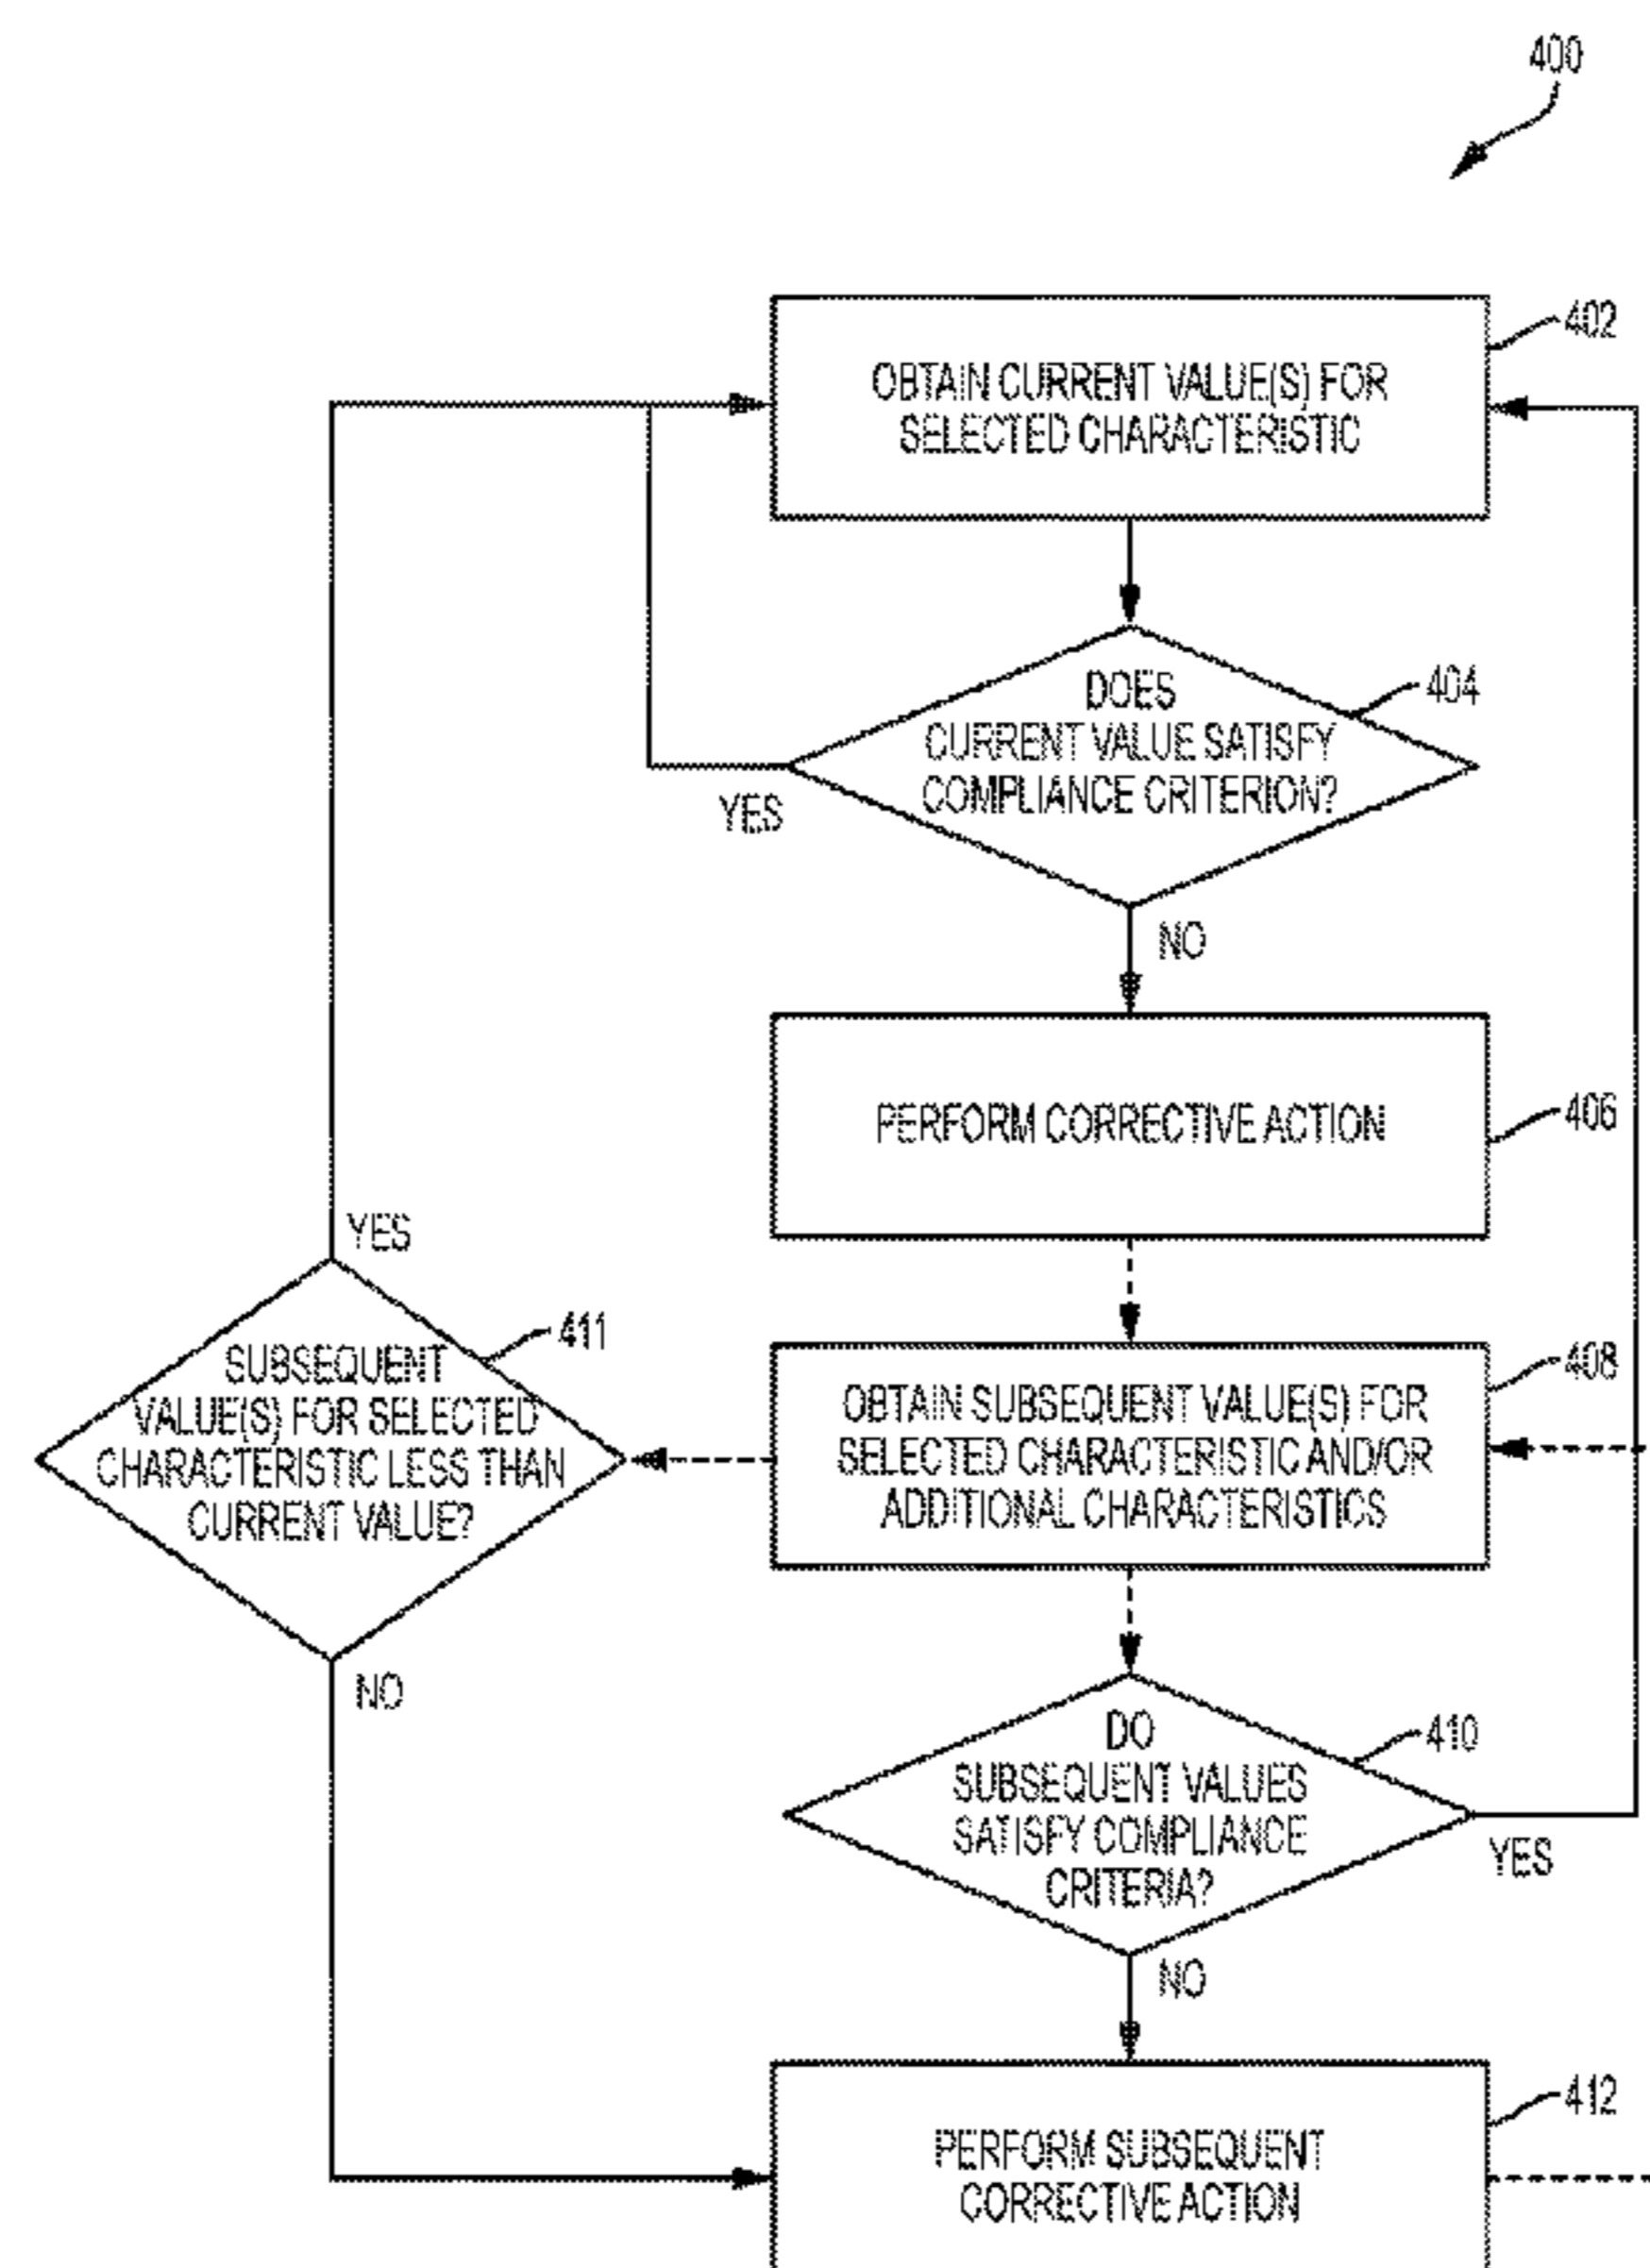 400
402
OBTAIN CURRENT VALUE(S) FOR
SELECTED CHARACTERISTIC
404
DOES
CURRENT VALUE SATISFY
COMPLIANCE CRITERION?
YES
NO
406
PERFORM CORRECTIVE ACTION
YES
411
SUBSEQUENT
VALUE(S) FOR SELECTED
CHARACTERISTIC LESS THAN
CURRENT VALUE?
NO
408
OBTAIN SUBSEQUENT VALUE(S) FOR
SELECTED CHARACTERISTIC AND/OR
ADDITIONAL CHARACTERISTICS
410
DO
SUBSEQUENT VALUES
SATISFY COMPLIANCE
CRITERIA?
YES
NO
412
PERFORM SUBSEQUENT
CORRECTIVE ACTION